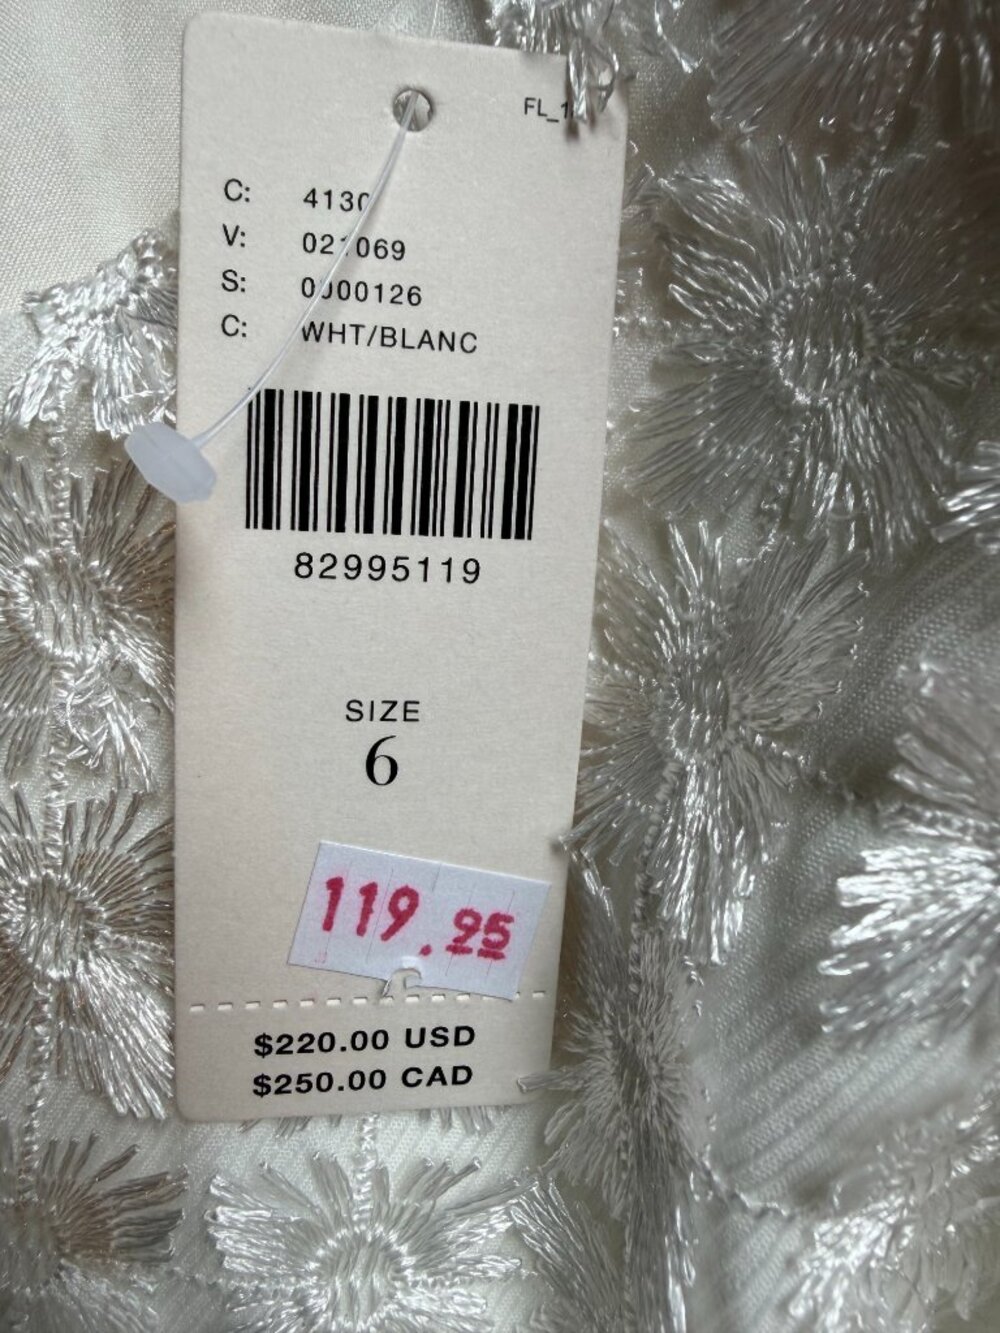 C: 4130
V: 021069
S: 0000126
C: WHT/BLANC
82995119
SIZE
6
119.95
$220.00 USD
$250.00 CAD